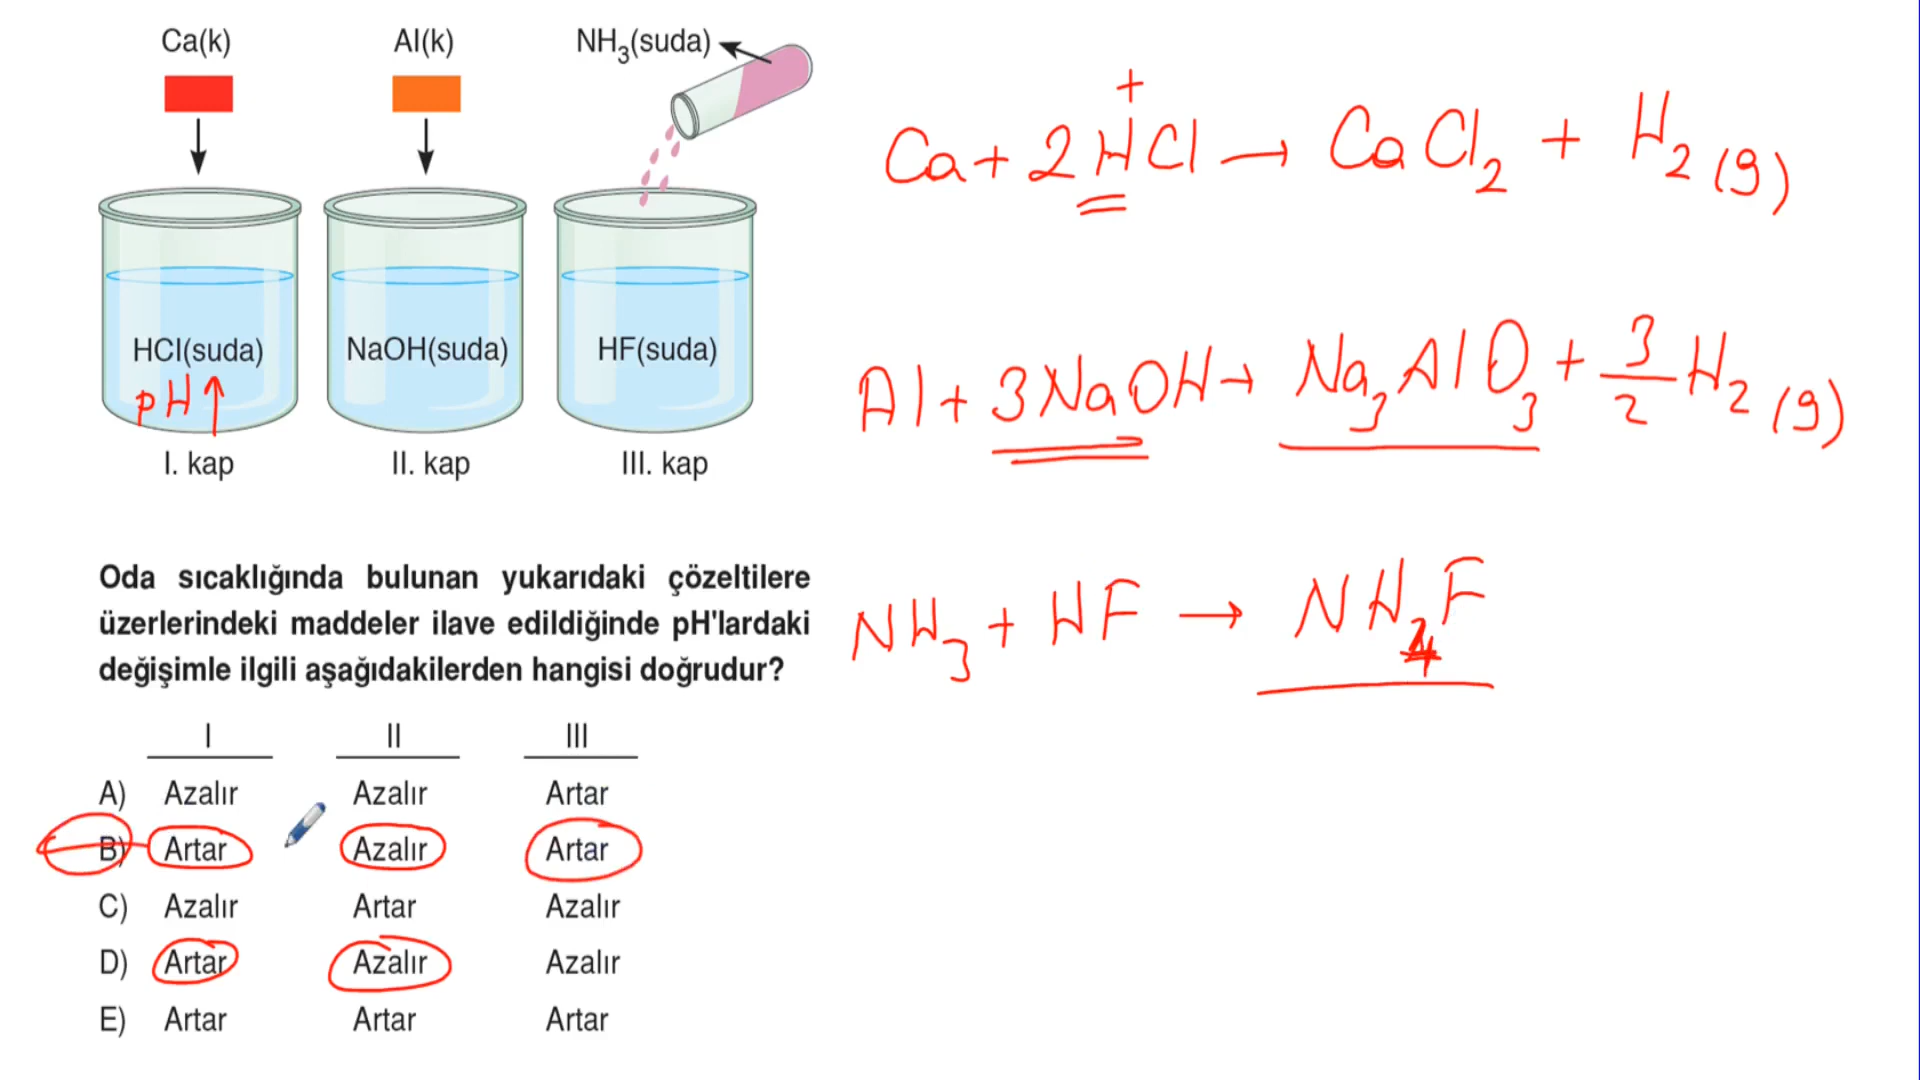 Ca(k) Al(k) NH3(suda)
HCl(suda) NaOH(suda) HF(suda)
pH↑
I. kap II. kap III. kap
Ca + 2HCl → CaCl2 + H2(g)
+
Al + 3NaOH → Na3AlO3 + 3/2 H2(g)
NH3 + HF → NH4F
Oda sıcaklığında bulunan yukarıdaki çözeltilere
üzerlerindeki maddeler ilave edildiğinde pH'lardaki
değişimle ilgili aşağıdakilerden hangisi doğrudur?
I II III
A) Azalır Azalır Artar
B) Artar Azalır Artar
C) Azalır Artar Azalır
D) Artar Azalır Azalır
E) Artar Artar Artar